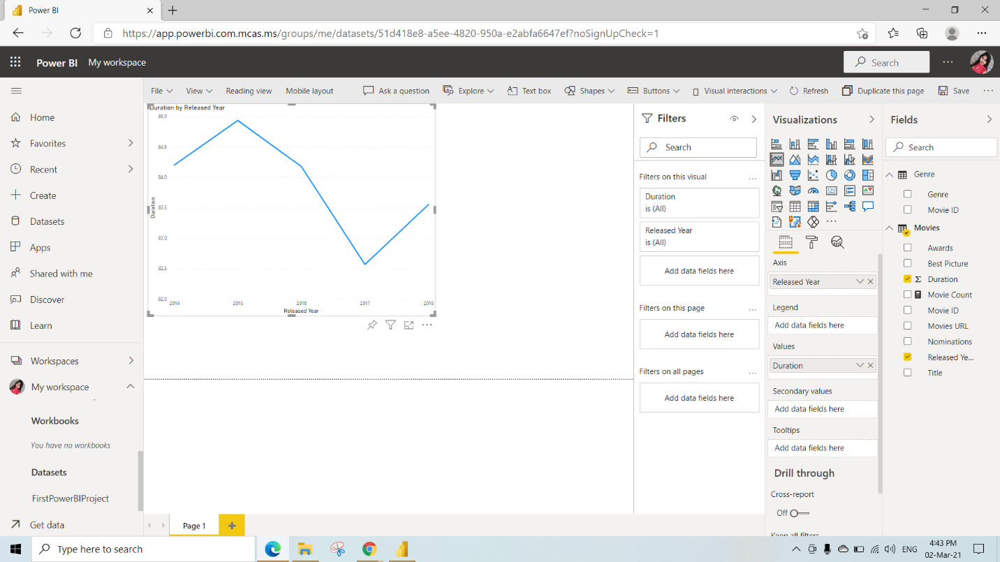 Power BI
https://app.powerbi.com.mcas.ms/groups/me/datasets/51d418e8-a5ee-4820-950a-e2abfa6647ef?noSignUpCheck=1
Power BI My workspace
Search
File View Reading view Mobile layout Ask a question Explore Text box Shapes Buttons Visual interactions Refresh Duplicate this page Save
Home
Favorites
Recent
Create
Datasets
Apps
Shared with me
Discover
Learn
Workspaces
My workspace
Workbooks
You have no workbooks
Datasets
FirstPowerBIProject
Get data
Duration by Released Year
85.0
84.5
84.0
83.5
83.0
82.5
82.0
Duration
2014 2015 2016 2017 2018
Released Year
Page 1
Filters
Search
Filters on this visual
Duration
is (All)
Released Year
is (All)
Add data fields here
Filters on this page
Add data fields here
Filters on all pages
Add data fields here
Visualizations
123
Axis
Released Year
Legend
Add data fields here
Values
Duration
Secondary values
Add data fields here
Tooltips
Add data fields here
Drill through
Cross-report
Off
Keep all filters
Fields
Search
Genre
Genre
Movie ID
Movies
Awards
Best Picture
Σ Duration
Movie Count
Movie ID
Movies URL
Nominations
Released Ye...
Title
Type here to search
ENG
4:43 PM
02-Mar-21